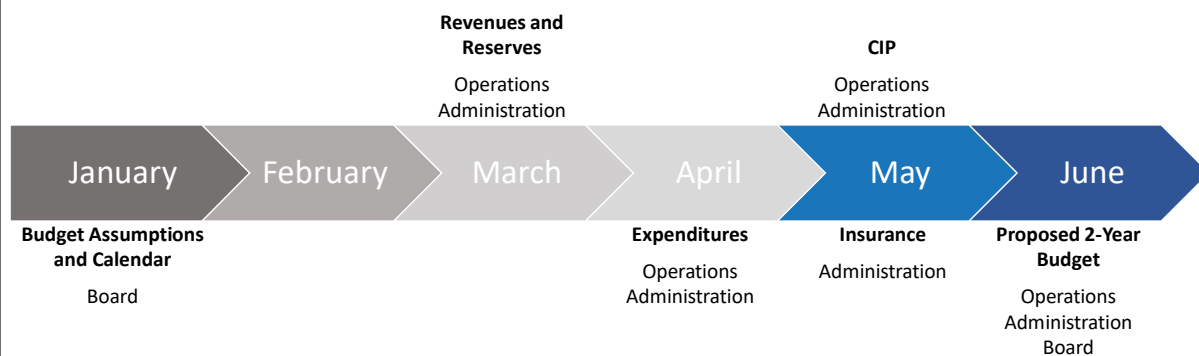 Revenues and
Reserves
Operations
Administration
CIP
Operations
Administration
January
February
March
April
May
June
Budget Assumptions
and Calendar
Board
Expenditures
Operations
Administration
Insurance
Administration
Proposed 2-Year
Budget
Operations
Administration
Board